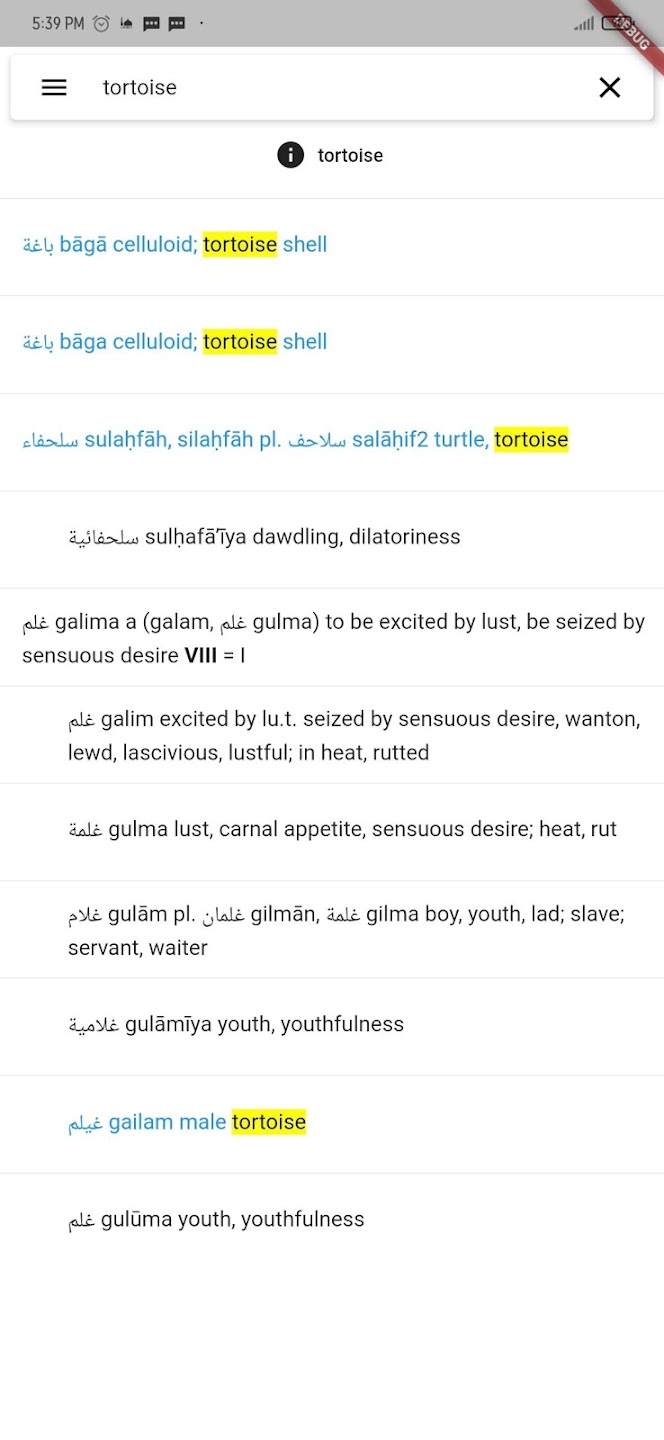 5:39 PM
DEBUG
tortoise
tortoise
باغة bāgā celluloid; tortoise shell
باغة bāga celluloid; tortoise shell
سلحفاء sulaḥfāh, silaḥfāh pl. سلاحف salāḥif2 turtle, tortoise
سلحفائية sulḥafā’īya dawdling, dilatoriness
غلم galima a (galam, غلم gulma) to be excited by lust, be seized by
sensuous desire VIII = I
غلم galim excited by lu.t. seized by sensuous desire, wanton,
lewd, lascivious, lustful; in heat, rutted
غلمة gulma lust, carnal appetite, sensuous desire; heat, rut
غلام gulām pl. غلمان gilmān, غلمة gilma boy, youth, lad; slave;
servant, waiter
غلامية gulāmīya youth, youthfulness
غيلم gailam male tortoise
غلم gulūma youth, youthfulness